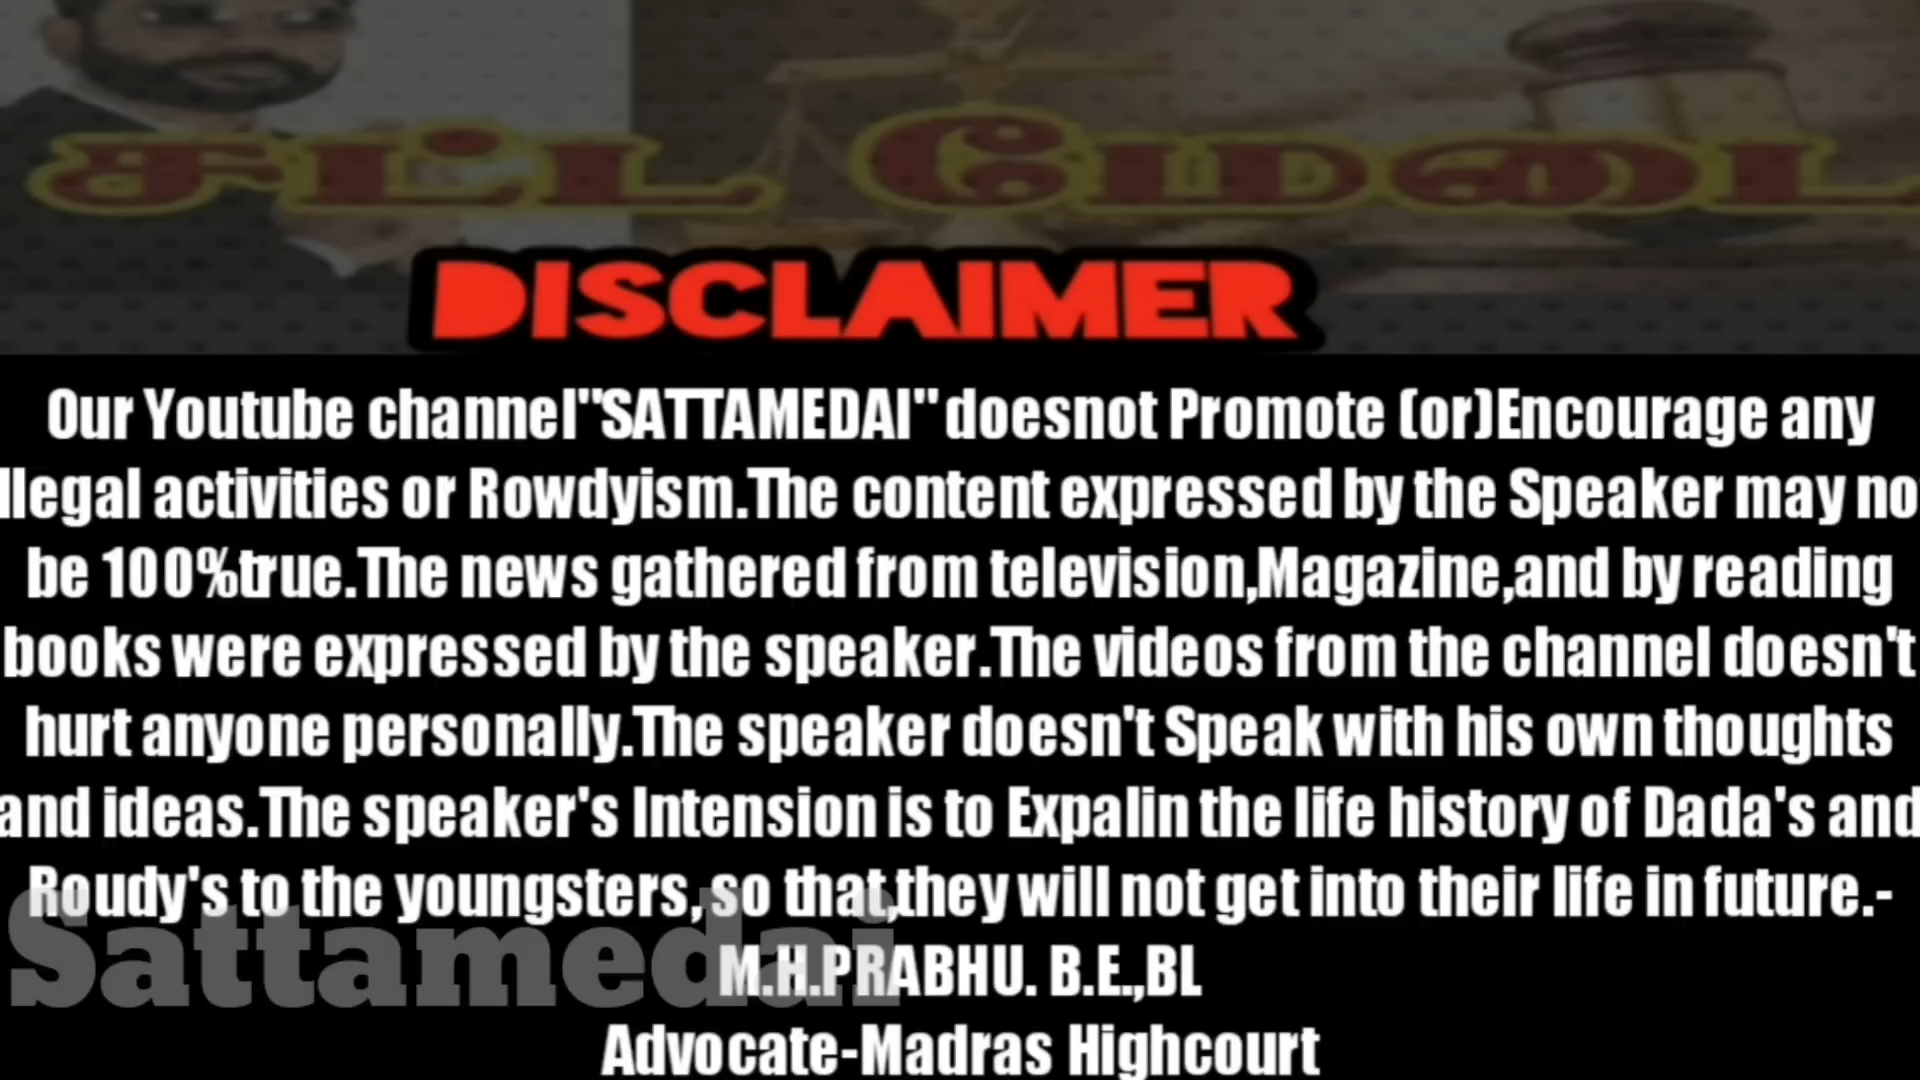 சட்ட மேடை
DISCLAIMER
Our Youtube channel"SATTAMEDAI" doesnot Promote (or)Encourage any
llegal activities or Rowdyism.The content expressed by the Speaker may no
be 100%true.The news gathered from television,Magazine,and by reading
books were expressed by the speaker.The videos from the channel doesn't
hurt anyone personally.The speaker doesn't Speak with his own thoughts
and ideas.The speaker's Intension is to Expalin the life history of Dada's and
Roudy's to the youngsters, so that,they will not get into their life in future.-
M.H.PRABHU. B.E.,BL
Sattamedai
Advocate-Madras Highcourt